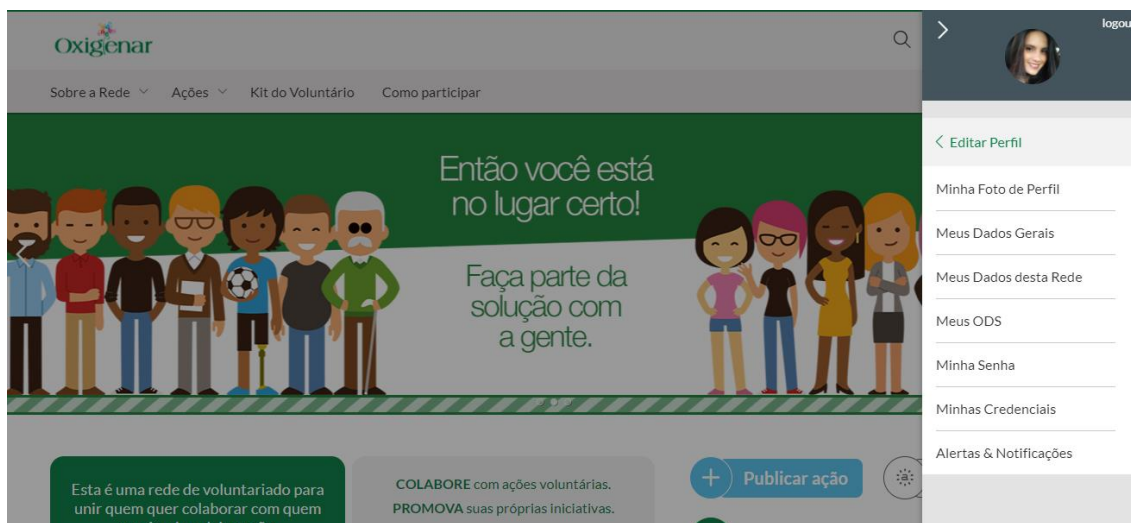 Oxigenar
logou
Sobre a Rede
Ações
Kit do Voluntário
Como participar
Editar Perfil
Então você está
no lugar certo!
Faça parte da
solução com
a gente.
Minha Foto de Perfil
Meus Dados Gerais
Meus Dados desta Rede
Meus ODS
Minha Senha
Minhas Credenciais
Alertas & Notificações
Esta é uma rede de voluntariado para
unir quem quer colaborar com quem
COLABORE com ações voluntárias.
PROMOVA suas próprias iniciativas.
Publicar ação